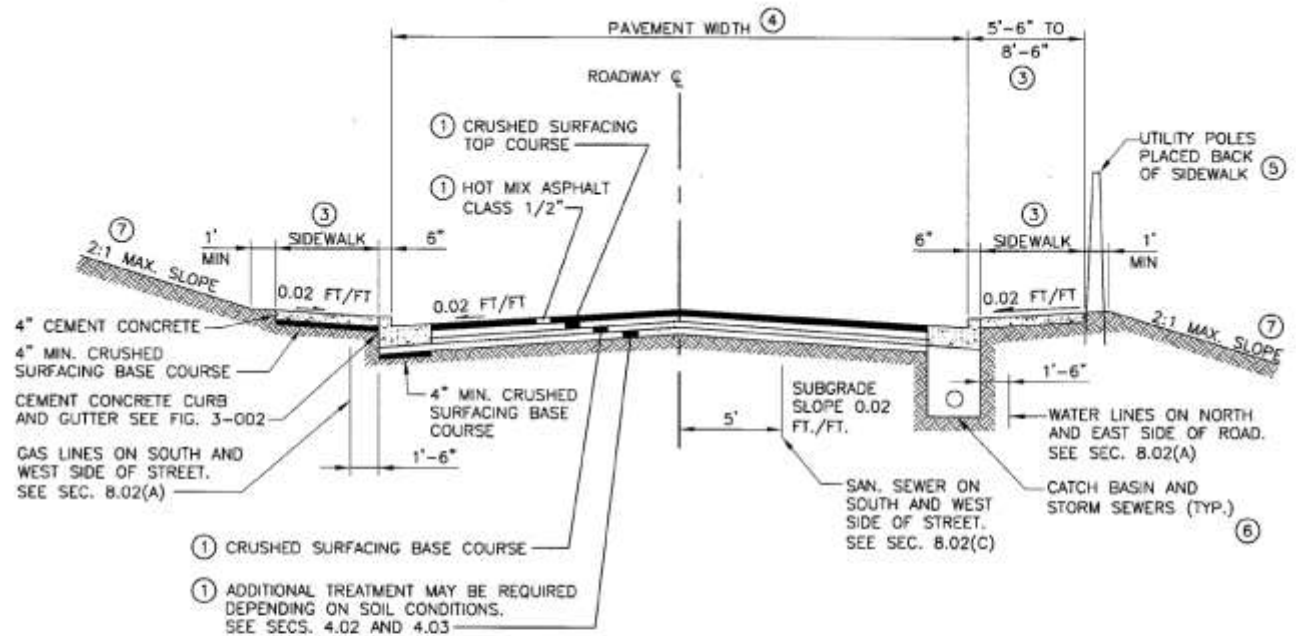 PAVEMENT WIDTH ④
5'-6" TO
8'-6"
③
ROADWAY ℄
① CRUSHED SURFACING
TOP COURSE
① HOT MIX ASPHALT
CLASS 1/2"
UTILITY POLES
PLACED BACK
OF SIDEWALK ⑤
⑦
2:1 MAX. SLOPE
1'
MIN
③
SIDEWALK
6"
6"
③
SIDEWALK
1'
MIN
0.02 FT/FT
0.02 FT/FT
0.02 FT/FT
2:1 MAX. SLOPE
⑦
4" CEMENT CONCRETE
4" MIN. CRUSHED
SURFACING BASE COURSE
CEMENT CONCRETE CURB
AND GUTTER SEE FIG. 3-002
GAS LINES ON SOUTH AND
WEST SIDE OF STREET.
SEE SEC. 8.02(A)
1'-6"
4" MIN. CRUSHED
SURFACING BASE
COURSE
5'
SUBGRADE
SLOPE 0.02
FT./FT.
1'-6"
WATER LINES ON NORTH
AND EAST SIDE OF ROAD.
SEE SEC. 8.02(A)
SAN. SEWER ON
SOUTH AND WEST
SIDE OF STREET.
SEE SEC. 8.02(C)
CATCH BASIN AND
STORM SEWERS (TYP.)
⑥
① CRUSHED SURFACING BASE COURSE
① ADDITIONAL TREATMENT MAY BE REQUIRED
DEPENDING ON SOIL CONDITIONS.
SEE SECS. 4.02 AND 4.03